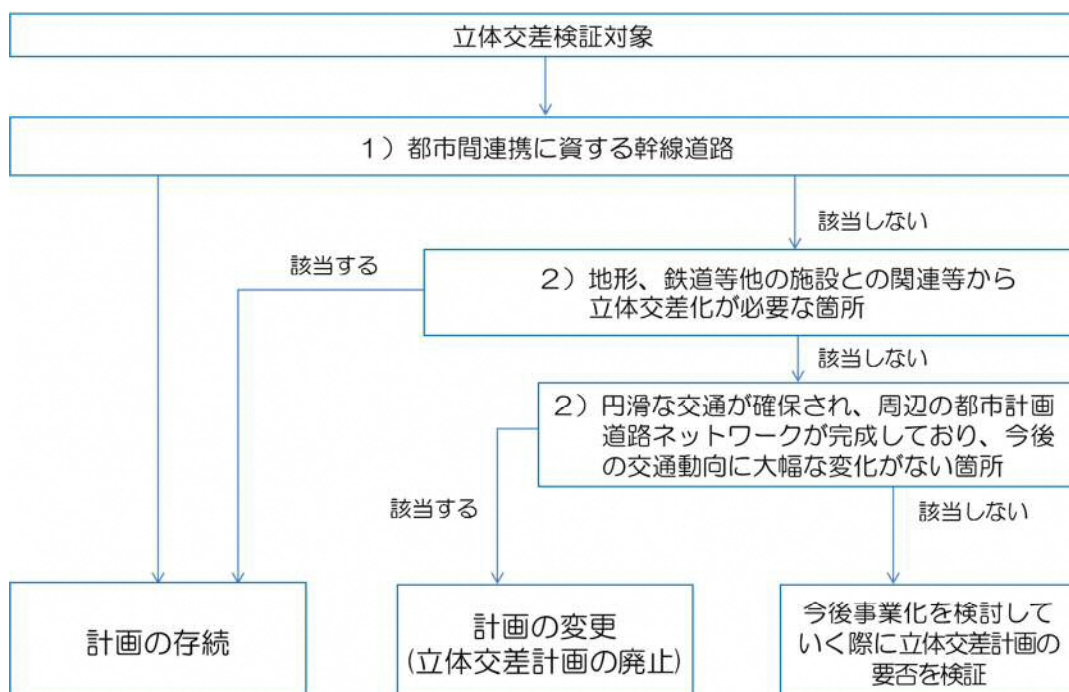 立体交差検証対象
1）都市間連携に資する幹線道路
該当しない
該当する
2）地形、鉄道等他の施設との関連等から
立体交差化が必要な箇所
該当しない
2）円滑な交通が確保され、周辺の都市計画
道路ネットワークが完成しており、今後
の交通動向に大幅な変化がない箇所
該当する
該当しない
計画の存続
計画の変更
(立体交差計画の廃止)
今後事業化を検討して
いく際に立体交差計画の
要否を検証